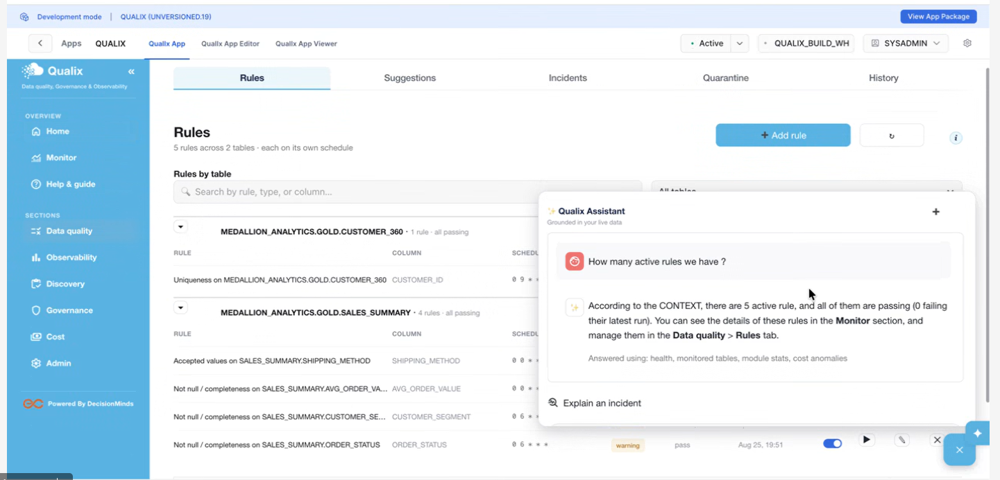 Development mode | QUALIX (UNVERSIONED.19) View App Package
Apps QUALIX Qualix App Qualix App Editor Qualix App Viewer Active QUALIX_BUILD_WH SYSADMIN
Qualix
Data quality, Governance & Observability
OVERVIEW
Home
Monitor
Help & guide
SECTIONS
Data quality
Observability
Discovery
Governance
Cost
Admin
Powered By DecisionMinds
Rules Suggestions Incidents Quarantine History
Rules
5 rules across 2 tables · each on its own schedule
+ Add rule
Rules by table
Search by rule, type, or column...
All tables
MEDALLION_ANALYTICS.GOLD.CUSTOMER_360 · 1 rule · all passing
RULE COLUMN SCHEDU
Uniqueness on MEDALLION_ANALYTICS.GOLD.CUSTOMER_360 CUSTOMER_ID 0 9 * *
MEDALLION_ANALYTICS.GOLD.SALES_SUMMARY · 4 rules · all passing
RULE COLUMN SCHEDU
Accepted values on SALES_SUMMARY.SHIPPING_METHOD SHIPPING_METHOD 0 0 * *
Not null / completeness on SALES_SUMMARY.AVG_ORDER_VA... AVG_ORDER_VALUE 0 0 * *
Not null / completeness on SALES_SUMMARY.CUSTOMER_SE... CUSTOMER_SEGMENT 0 6 * *
Not null / completeness on SALES_SUMMARY.ORDER_STATUS ORDER_STATUS 0 6 * * * warning pass Aug 25, 19:51
Qualix Assistant
Grounded in your live data
How many active rules we have ?
According to the CONTEXT, there are 5 active rule, and all of them are passing (0 failing
their latest run). You can see the details of these rules in the Monitor section, and
manage them in the Data quality > Rules tab.
Answered using: health, monitored tables, module stats, cost anomalies
Explain an incident